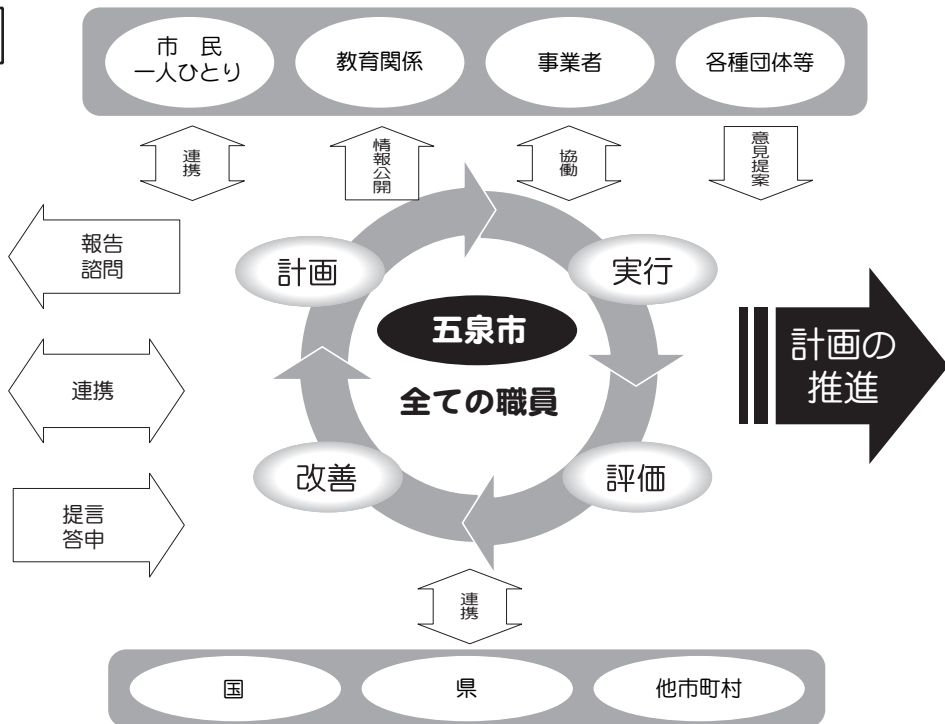 市　民
一人ひとり
教育関係
事業者
各種団体等
連携
情報公開
協働
意見提案
報告
諮問
計画
実行
五泉市
全ての職員
計画の
推進
連携
改善
評価
提言
答申
連携
国
県
他市町村